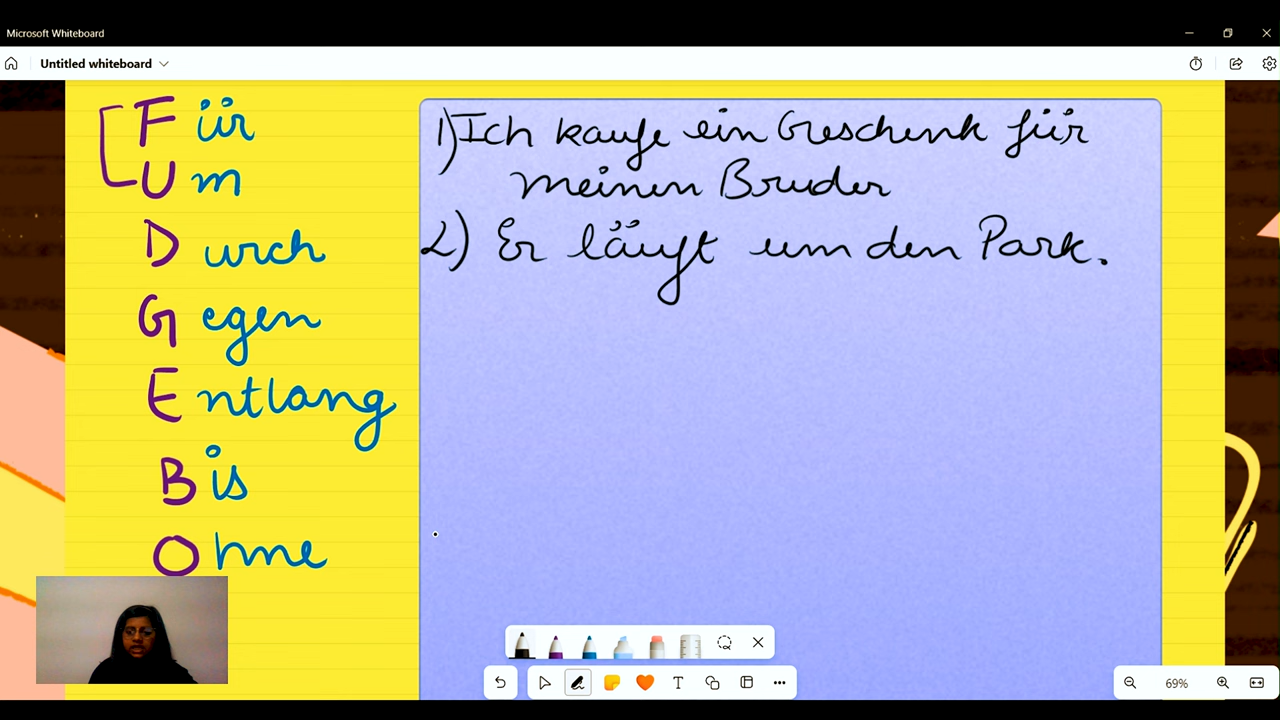 Microsoft Whiteboard
Untitled whiteboard
Für
Um
Durch
Gegen
Entlang
Bis
Ohne
1) Ich kaufe ein Geschenk für
meinen Bruder
2) Er läuft um den Park.
69%